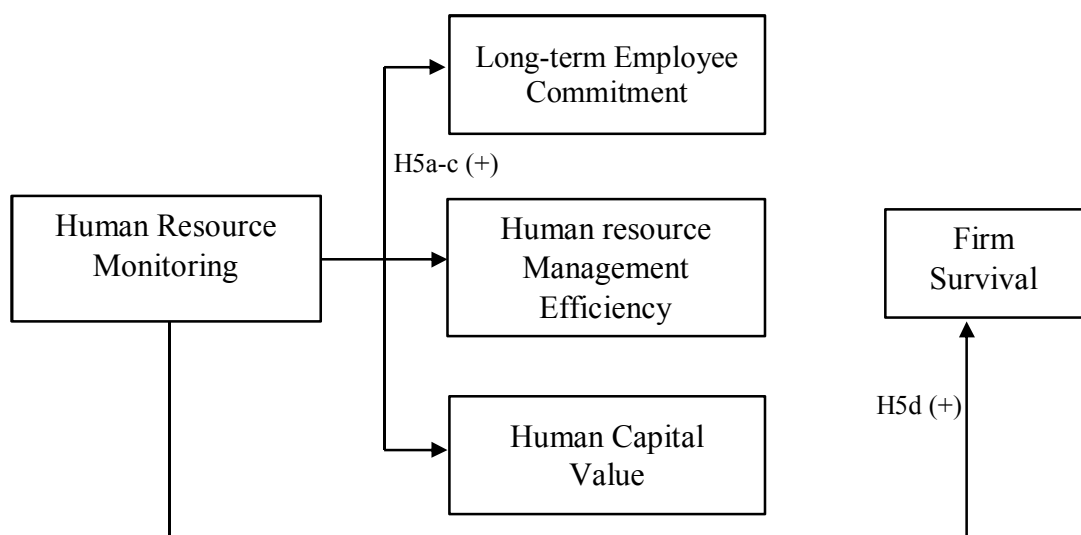 Long-term Employee
Commitment
H5a-c (+)
Human Resource
Monitoring
Human resource
Management
Efficiency
Firm
Survival
H5d (+)
Human Capital
Value